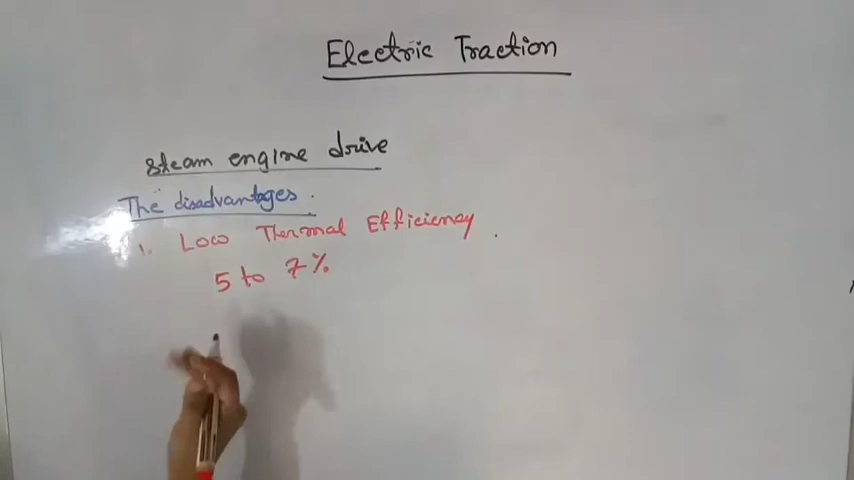 Electric Traction
Steam engine drive
The disadvantages.
1. Low Thermal Efficiency.
5 to 7%